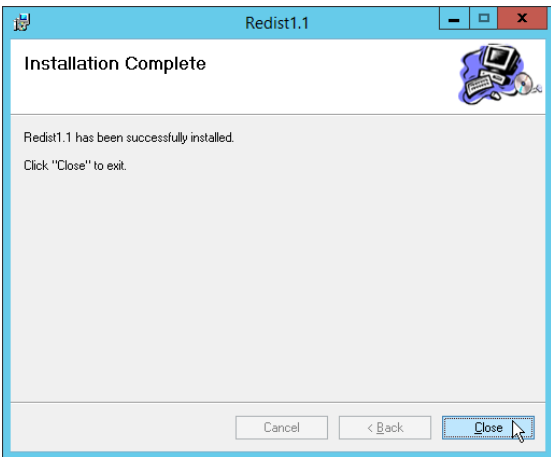 Redist1.1
Installation Complete
Redist1.1 has been successfully installed.
Click "Close" to exit.
Cancel
< Back
Close